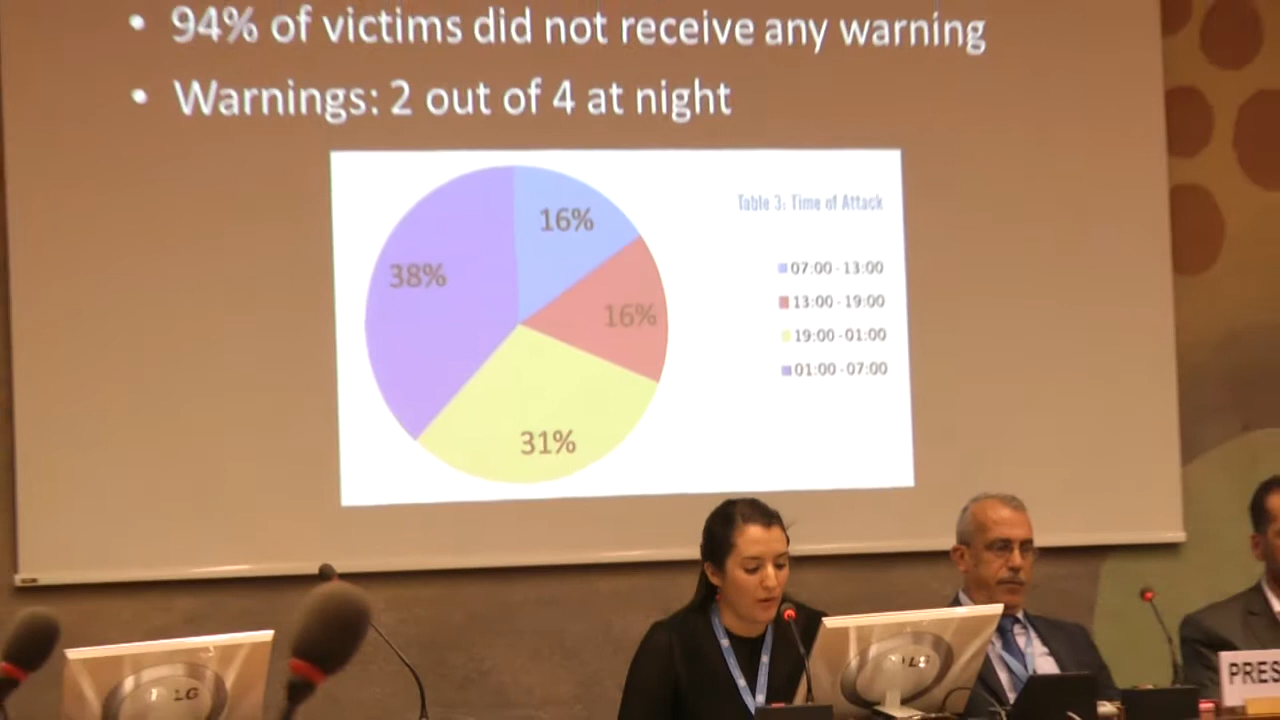 • 94% of victims did not receive any warning
• Warnings: 2 out of 4 at night
Table 3: Time of Attack
16%
38%
16%
31%
07:00 - 13:00
13:00 - 19:00
19:00 - 01:00
01:00 - 07:00
LG
LG
PRES